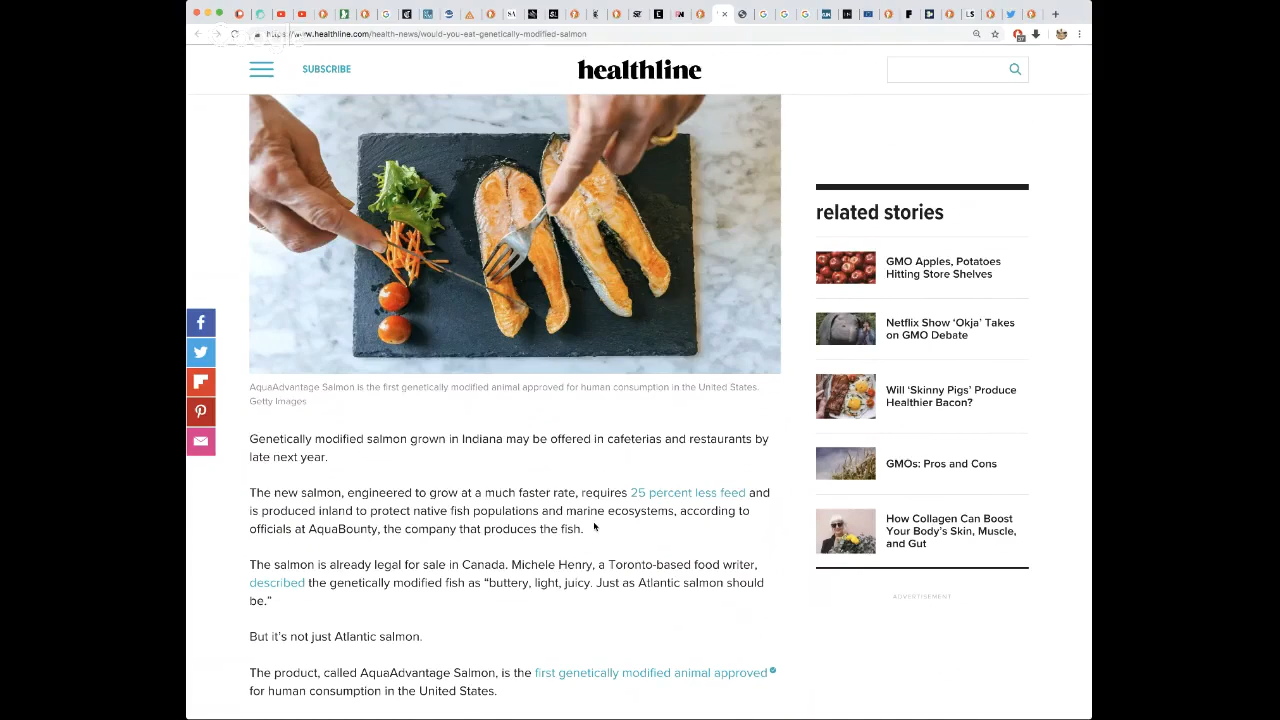 https://www.healthline.com/health-news/would-you-eat-genetically-modified-salmon
SUBSCRIBE
healthline
AquaAdvantage Salmon is the first genetically modified animal approved for human consumption in the United States.
Getty Images
Genetically modified salmon grown in Indiana may be offered in cafeterias and restaurants by
late next year.
The new salmon, engineered to grow at a much faster rate, requires 25 percent less feed and
is produced inland to protect native fish populations and marine ecosystems, according to
officials at AquaBounty, the company that produces the fish.
The salmon is already legal for sale in Canada. Michele Henry, a Toronto-based food writer,
described the genetically modified fish as “buttery, light, juicy. Just as Atlantic salmon should
be.”
But it’s not just Atlantic salmon.
The product, called AquaAdvantage Salmon, is the first genetically modified animal approved
for human consumption in the United States.
related stories
GMO Apples, Potatoes
Hitting Store Shelves
Netflix Show ‘Okja’ Takes
on GMO Debate
Will ‘Skinny Pigs’ Produce
Healthier Bacon?
GMOs: Pros and Cons
How Collagen Can Boost
Your Body’s Skin, Muscle,
and Gut
ADVERTISEMENT